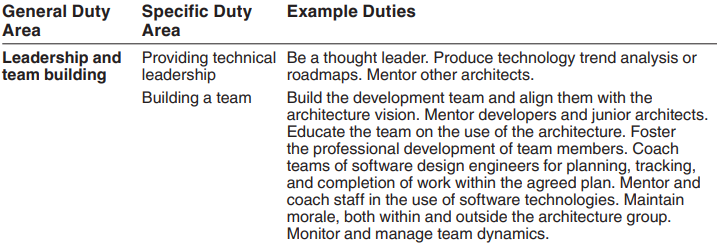 General Duty Area Specific Duty Area Example Duties
Leadership and team building Providing technical leadership Be a thought leader. Produce technology trend analysis or
roadmaps. Mentor other architects.
Building a team Build the development team and align them with the
architecture vision. Mentor developers and junior architects.
Educate the team on the use of the architecture. Foster
the professional development of team members. Coach
teams of software design engineers for planning, tracking,
and completion of work within the agreed plan. Mentor and
coach staff in the use of software technologies. Maintain
morale, both within and outside the architecture group.
Monitor and manage team dynamics.